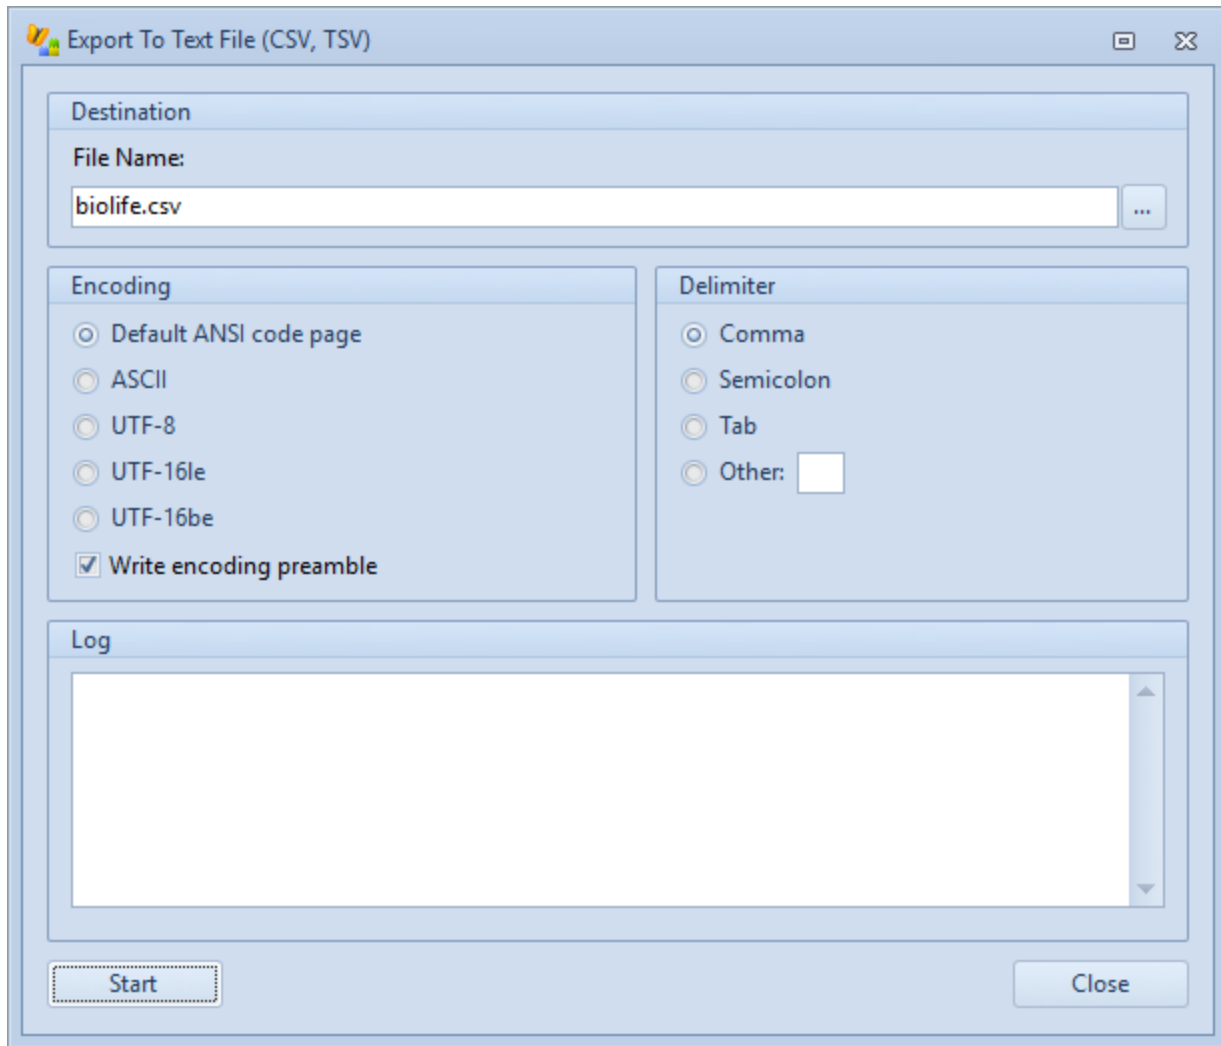 Export To Text File (CSV, TSV)
Destination
File Name:
biolife.csv
...
Encoding
Default ANSI code page
ASCII
UTF-8
UTF-16le
UTF-16be
Write encoding preamble
Delimiter
Comma
Semicolon
Tab
Other:
Log
Start
Close